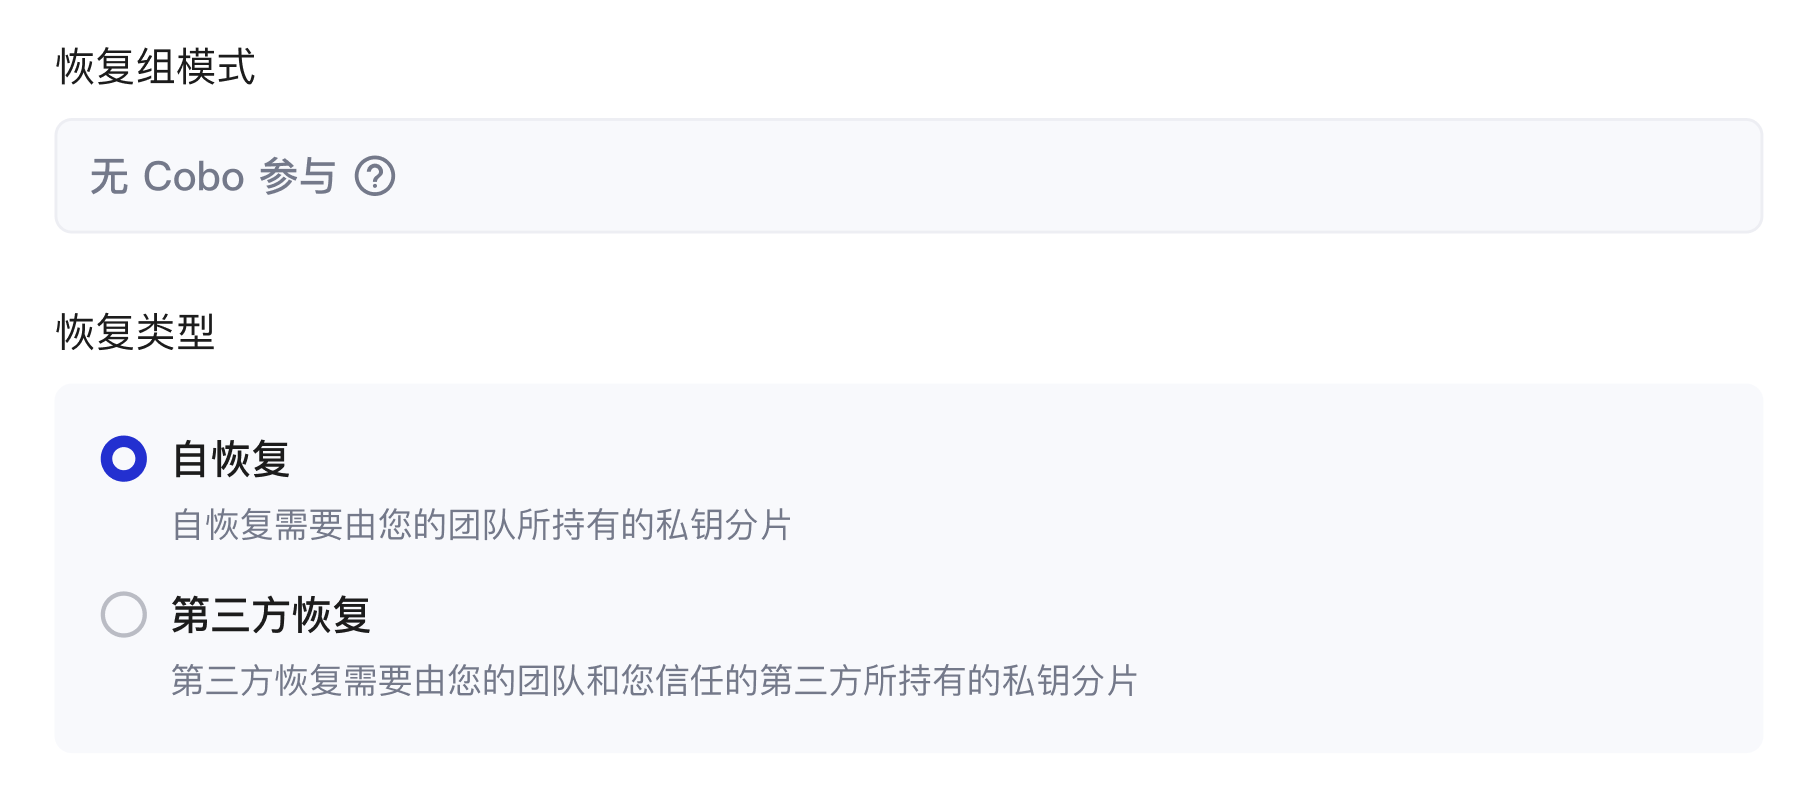 恢复组模式
无 Cobo 参与
恢复类型
自恢复
自恢复需要由您的团队所持有的私钥分片
第三方恢复
第三方恢复需要由您的团队和您信任的第三方所持有的私钥分片